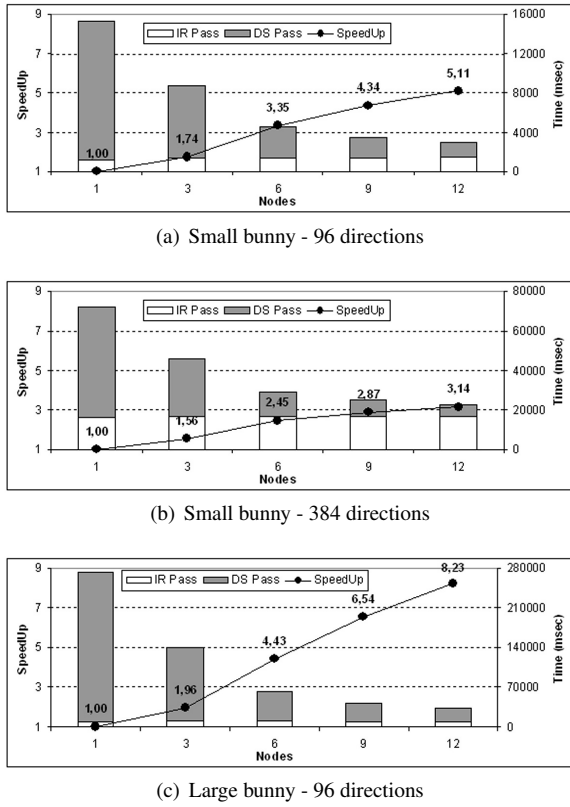 IR Pass DS Pass SpeedUp
9 16000
7 12000
5 8000
3 4000
1 0
SpeedUp
Time (msec)
1,00 1,74 3,35 4,34 5,11
1 3 6 9 12
Nodes
(a) Small bunny - 96 directions
IR Pass DS Pass SpeedUp
9 80000
7 60000
5 40000
3 20000
1 0
SpeedUp
Time (msec)
1,00 1,56 2,45 2,87 3,14
1 3 6 9 12
Nodes
(b) Small bunny - 384 directions
IR Pass DS Pass SpeedUp
9 280000
7 210000
5 140000
3 70000
1 0
SpeedUp
Time (msec)
1,00 1,96 4,43 6,54 8,23
1 3 6 9 12
Nodes
(c) Large bunny - 96 directions